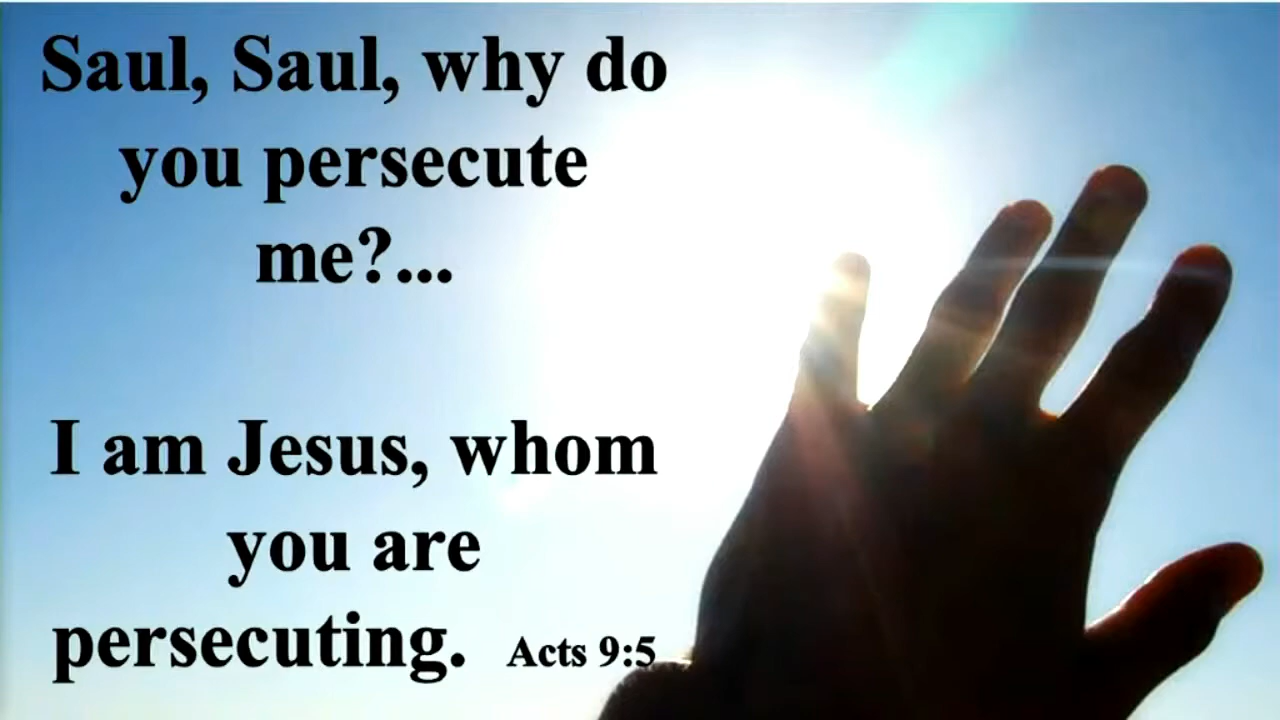 Saul, Saul, why do
you persecute
me?...
I am Jesus, whom
you are
persecuting. Acts 9:5